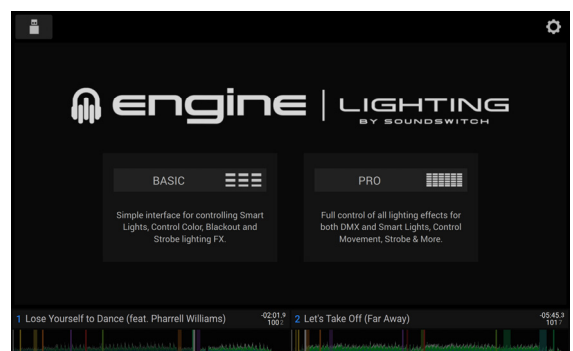 engine LIGHTING
BY SOUNDSWITCH
BASIC
Simple interface for controlling Smart
Lights, Control Color, Blackout and
Strobe lighting FX.
PRO
Full control of all lighting effects for
both DMX and Smart Lights, Control
Movement, Strobe & More.
1 Lose Yourself to Dance (feat. Pharrell Williams) -02:01.9
100.2
2 Let's Take Off (Far Away) -05:45.3
101.7